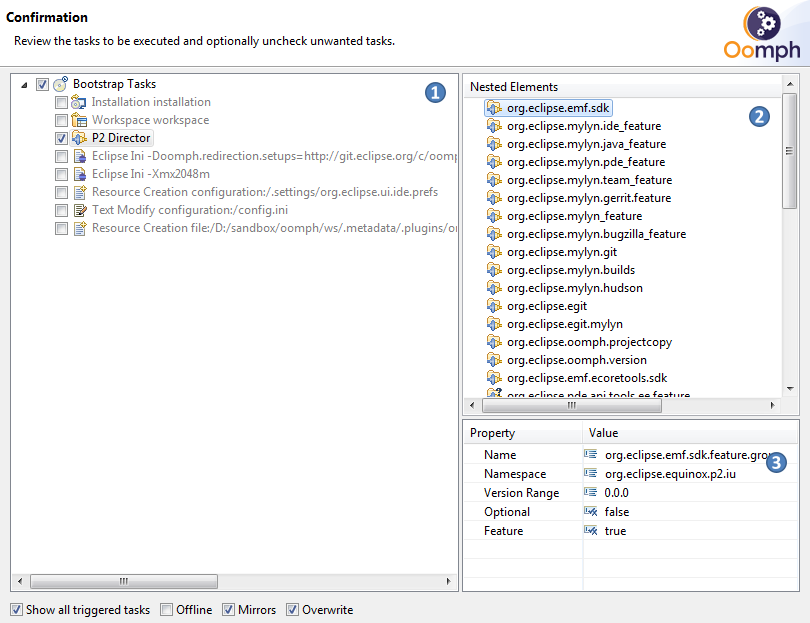 Confirmation
Review the tasks to be executed and optionally uncheck unwanted tasks.
Oomph
Bootstrap Tasks
Installation installation
Workspace workspace
P2 Director
Eclipse Ini -Doomph.redirection.setups=http://git.eclipse.org/c/oomp
Eclipse Ini -Xmx2048m
Resource Creation configuration:/.settings/org.eclipse.ui.ide.prefs
Text Modify configuration:/config.ini
Resource Creation file:/D:/sandbox/oomph/ws/.metadata/.plugins/or
1
Nested Elements
2
org.eclipse.emf.sdk
org.eclipse.mylyn.ide_feature
org.eclipse.mylyn.java_feature
org.eclipse.mylyn.pde_feature
org.eclipse.mylyn.team_feature
org.eclipse.mylyn.gerrit.feature
org.eclipse.mylyn_feature
org.eclipse.mylyn.bugzilla_feature
org.eclipse.mylyn.git
org.eclipse.mylyn.builds
org.eclipse.mylyn.hudson
org.eclipse.egit
org.eclipse.egit.mylyn
org.eclipse.oomph.projectcopy
org.eclipse.oomph.version
org.eclipse.emf.ecoretools.sdk
org.eclipse.pde.api.tools.ee.feature
Property Value
Name org.eclipse.emf.sdk.feature.grou
3
Namespace org.eclipse.equinox.p2.iu
Version Range 0.0.0
Optional false
Feature true
Show all triggered tasks Offline Mirrors Overwrite